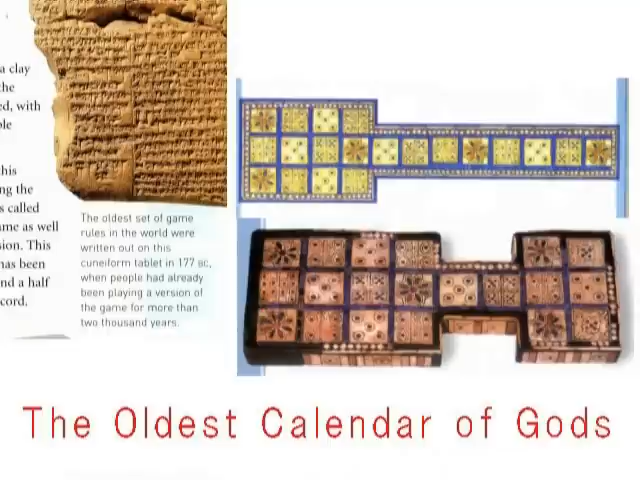 a clay
the
ed, with
ble
his
ng the
s called
ame as well
sion. This
has been
nd a half
cord.
The oldest set of game
rules in the world were
written out on this
cuneiform tablet in 177 BC,
when people had already
been playing a version of
the game for more than
two thousand years.
The Oldest Calendar of Gods